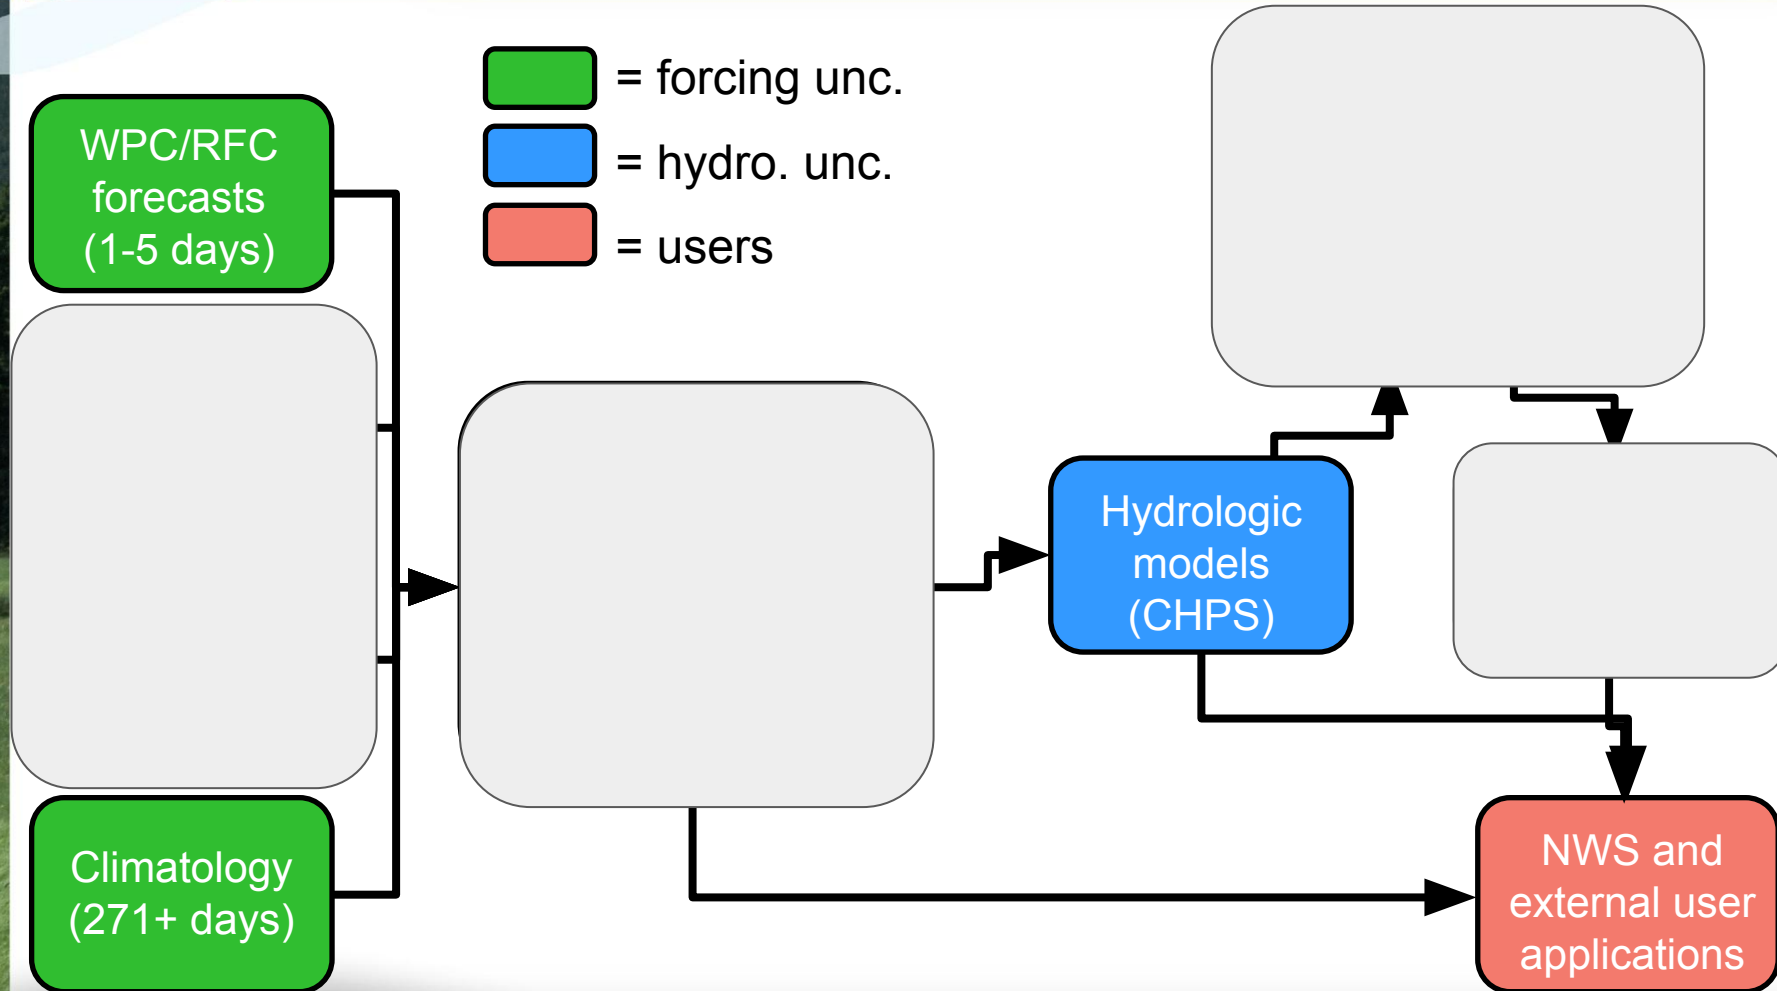 = forcing unc.
= hydro. unc.
= users
WPC/RFC
forecasts
(1-5 days)
Hydrologic
models
(CHPS)
Climatology
(271+ days)
NWS and
external user
applications